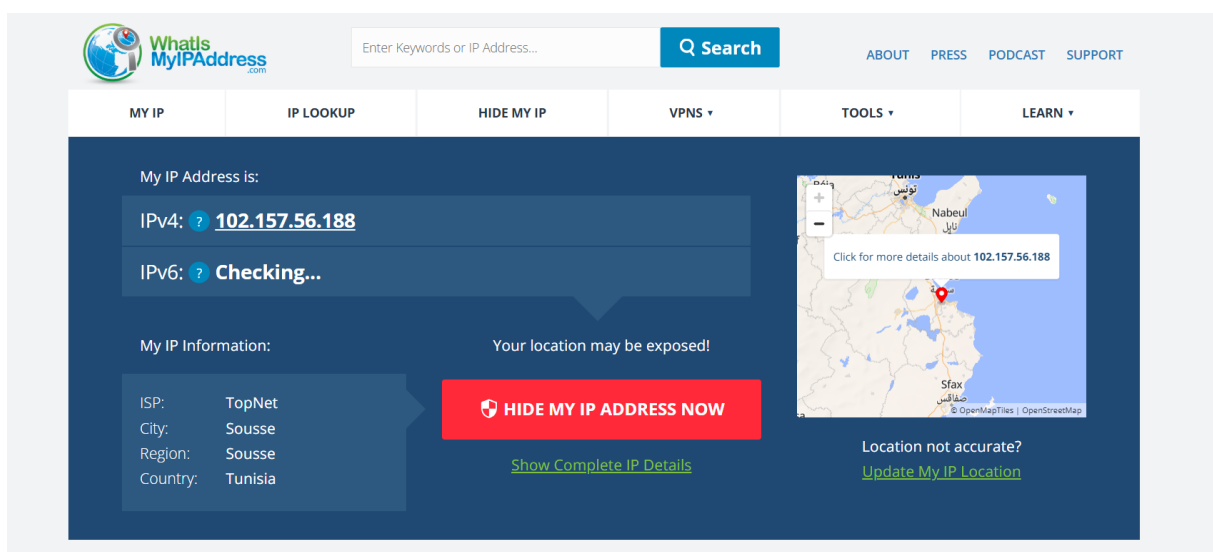 WhatIs
MyIPAddress
.com
Enter Keywords or IP Address...
Search
ABOUT PRESS PODCAST SUPPORT
MY IP IP LOOKUP HIDE MY IP VPNS ▾ TOOLS ▾ LEARN ▾
My IP Address is:
IPv4: ? 102.157.56.188
IPv6: ? Checking...
My IP Information:
ISP: TopNet
City: Sousse
Region: Sousse
Country: Tunisia
Your location may be exposed!
HIDE MY IP ADDRESS NOW
Show Complete IP Details
Tunis
تونس
Béja
+
Nabeul
نابل
−
Click for more details about 102.157.56.188
Sfax
صفاقس
© OpenMapTiles | OpenStreetMap
Location not accurate?
Update My IP Location